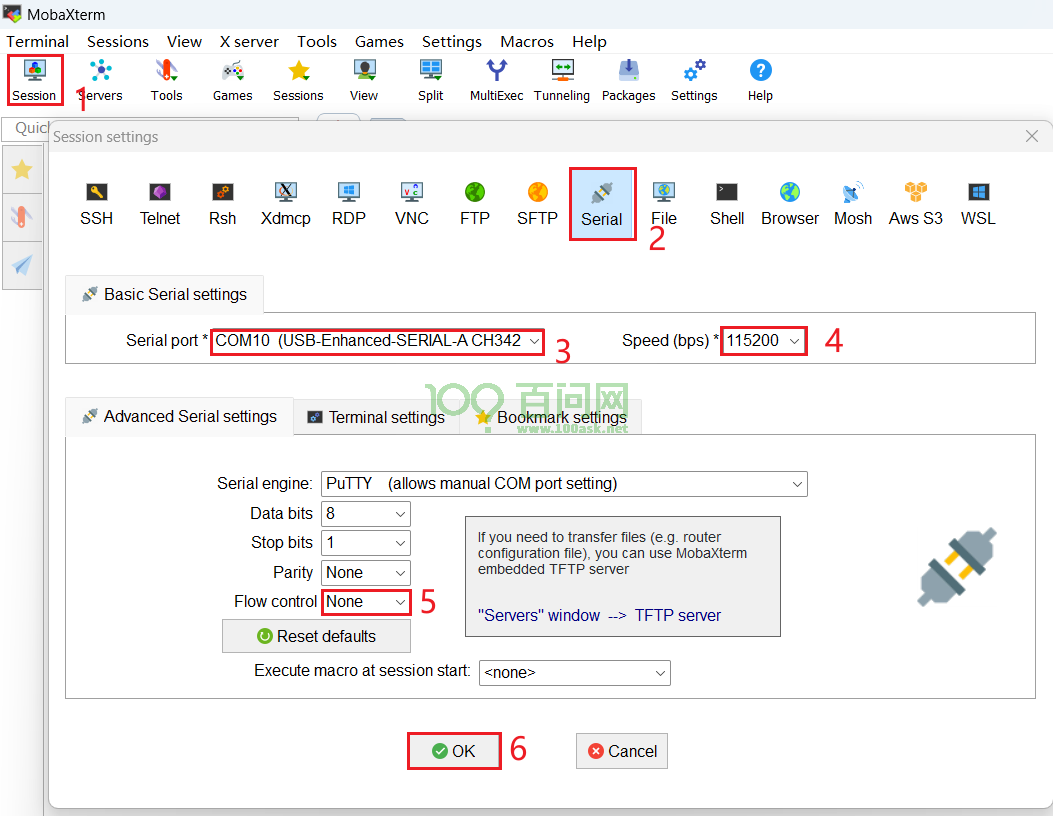 MobaXterm
Terminal Sessions View X server Tools Games Settings Macros Help
Session Servers Tools Games Sessions View Split MultiExec Tunneling Packages Settings Help
1
Quick
Session settings
SSH Telnet Rsh Xdmcp RDP VNC FTP SFTP Serial File Shell Browser Mosh Aws S3 WSL
2
Basic Serial settings
Serial port * COM10 (USB-Enhanced-SERIAL-A CH342 3 Speed (bps) * 115200 4
100 百问网
www.100ask.net
Advanced Serial settings Terminal settings Bookmark settings
Serial engine: PuTTY (allows manual COM port setting)
Data bits 8
Stop bits 1
Parity None
Flow control None 5
Reset defaults
If you need to transfer files (e.g. router
configuration file), you can use MobaXterm
embedded TFTP server
"Servers" window --> TFTP server
Execute macro at session start: <none>
OK 6 Cancel